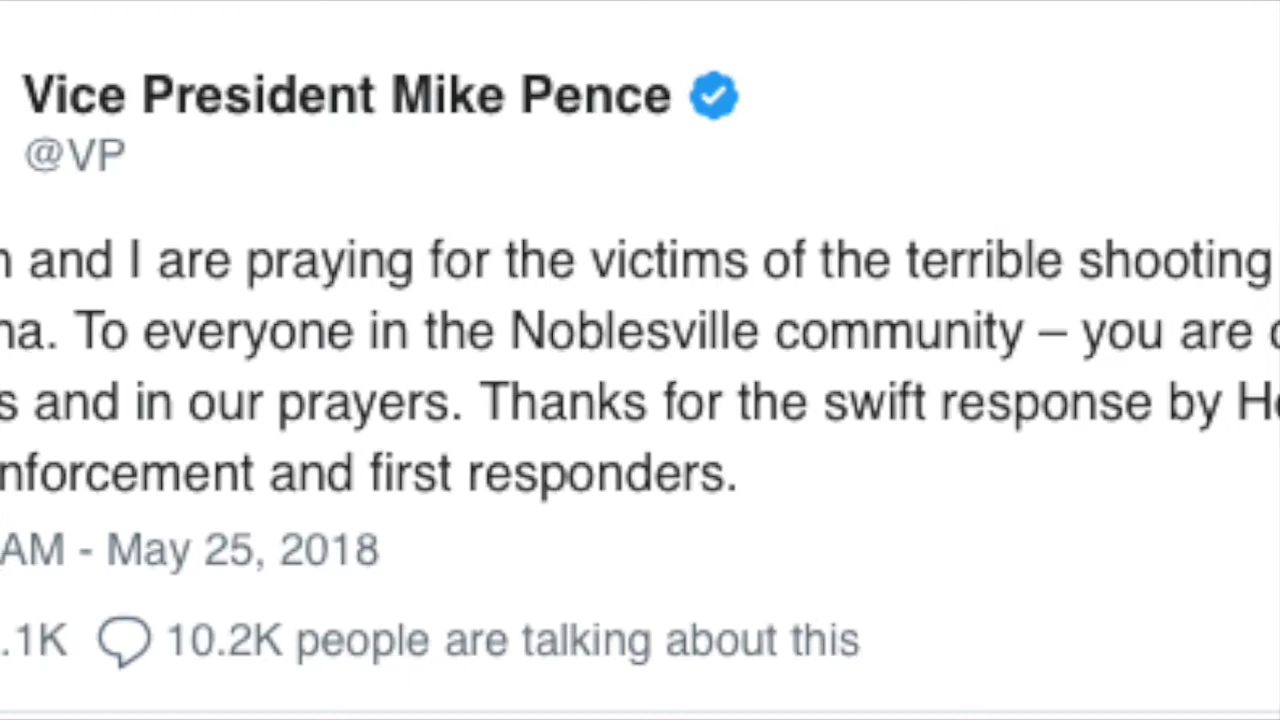 Vice President Mike Pence
@VP
and I are praying for the victims of the terrible shooting
To everyone in the Noblesville community – you are
and in our prayers. Thanks for the swift response by
nforcement and first responders.
AM - May 25, 2018
.1K 10.2K people are talking about this